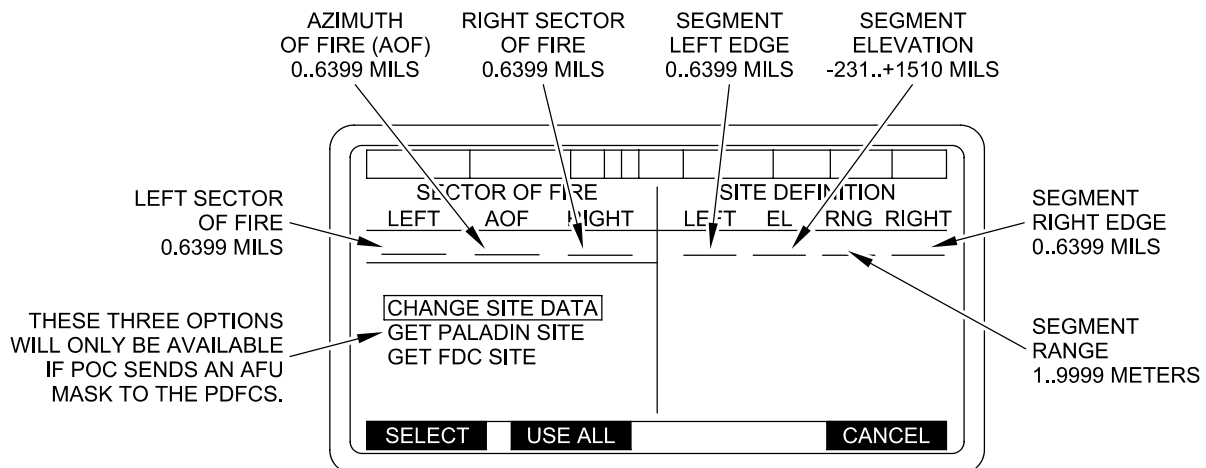 AZIMUTH
OF FIRE (AOF)
0..6399 MILS
RIGHT SECTOR
OF FIRE
0.6399 MILS
SEGMENT
LEFT EDGE
0..6399 MILS
SEGMENT
ELEVATION
-231..+1510 MILS
LEFT SECTOR
OF FIRE
0.6399 MILS
SECTOR OF FIRE
LEFT AOF RIGHT
SITE DEFINITION
LEFT EL RNG RIGHT
SEGMENT
RIGHT EDGE
0..6399 MILS
THESE THREE OPTIONS
WILL ONLY BE AVAILABLE
IF POC SENDS AN AFU
MASK TO THE PDFCS.
CHANGE SITE DATA
GET PALADIN SITE
GET FDC SITE
SEGMENT
RANGE
1..9999 METERS
SELECT USE ALL CANCEL